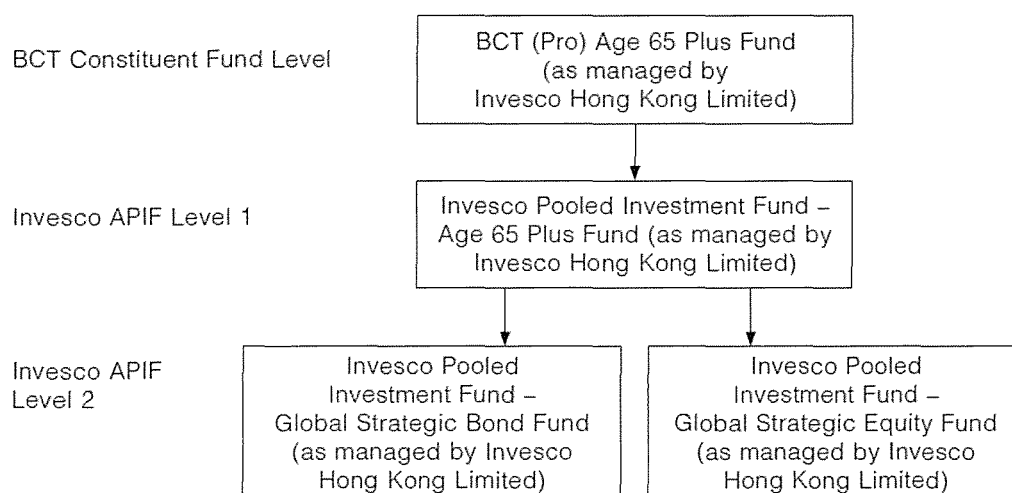 BCT Constituent Fund Level
BCT (Pro) Age 65 Plus Fund
(as managed by
Invesco Hong Kong Limited)
Invesco APIF Level 1
Invesco Pooled Investment Fund –
Age 65 Plus Fund (as managed by
Invesco Hong Kong Limited)
Invesco APIF
Level 2
Invesco Pooled
Investment Fund –
Global Strategic Bond Fund
(as managed by Invesco
Hong Kong Limited)
Invesco Pooled
Investment Fund –
Global Strategic Equity Fund
(as managed by Invesco
Hong Kong Limited)